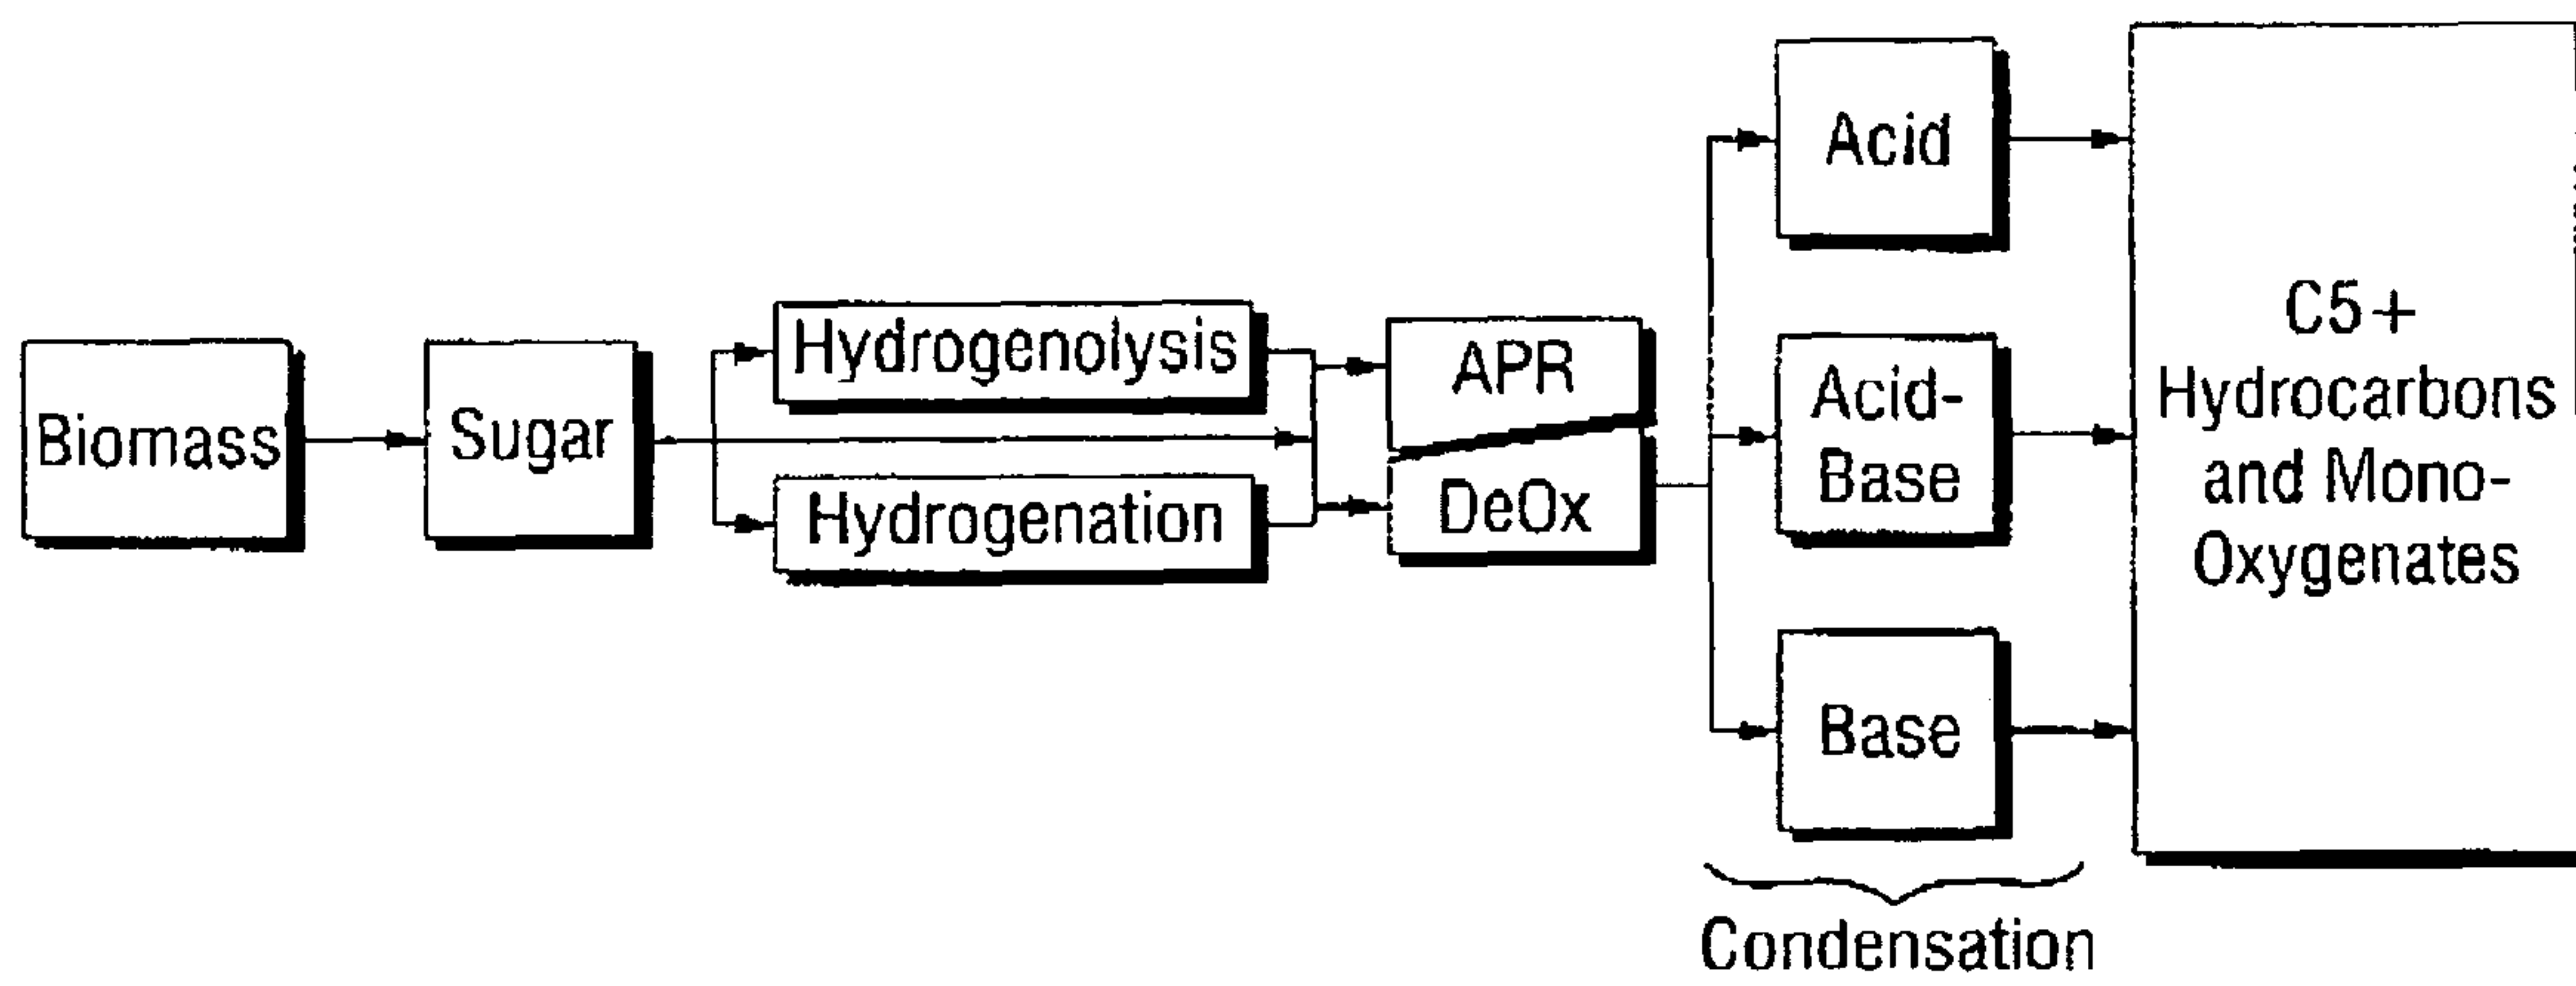 Biomass
Sugar
Hydrogenolysis
Hydrogenation
APR
DeOx
Acid
Acid-
Base
Base
Condensation
C5+
Hydrocarbons
and Mono-
Oxygenates